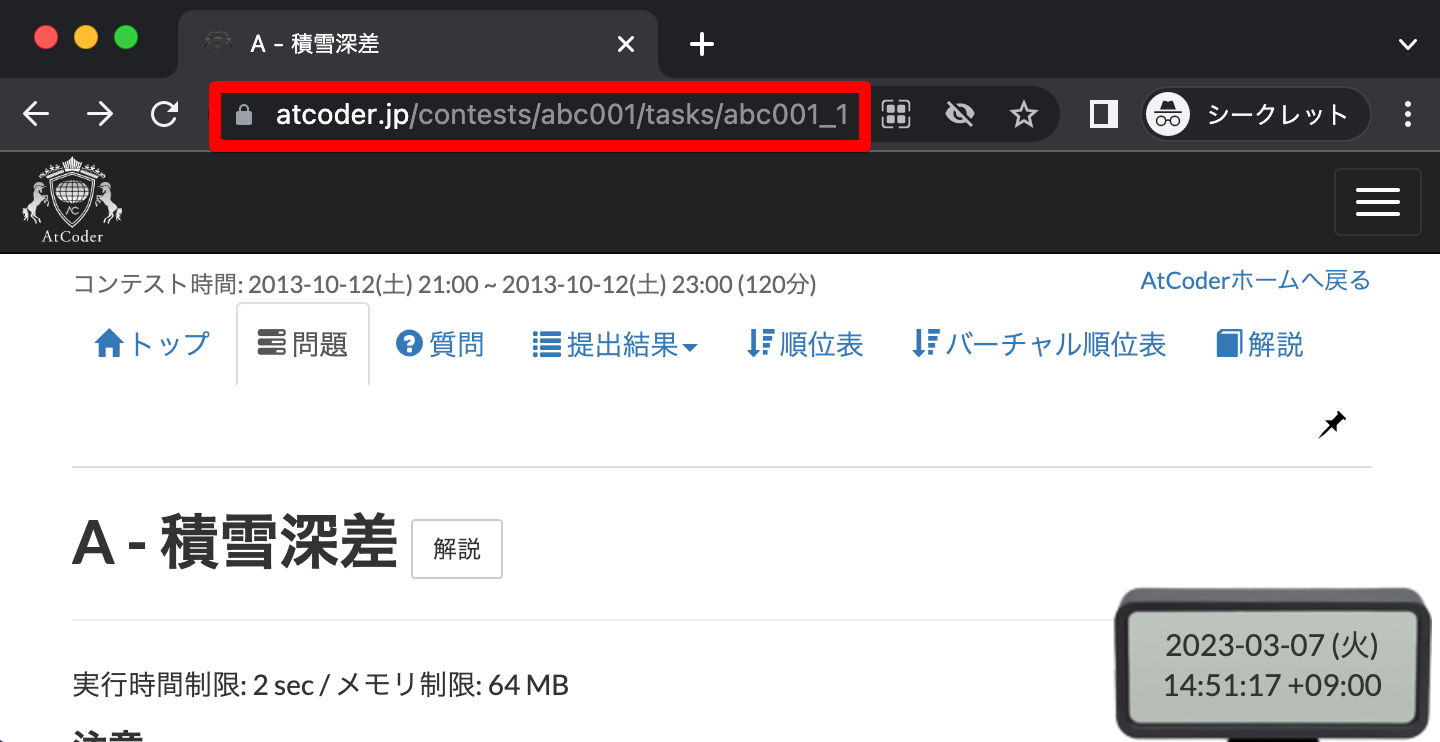 A - 積雪深差
atcoder.jp/contests/abc001/tasks/abc001_1
シークレット
AC
AtCoder
コンテスト時間: 2013-10-12(土) 21:00 ~ 2013-10-12(土) 23:00 (120分)
AtCoderホームへ戻る
トップ
問題
質問
提出結果
順位表
バーチャル順位表
解説
A - 積雪深差
解説
実行時間制限: 2 sec / メモリ制限: 64 MB
注意
2023-03-07 (火)
14:51:17 +09:00